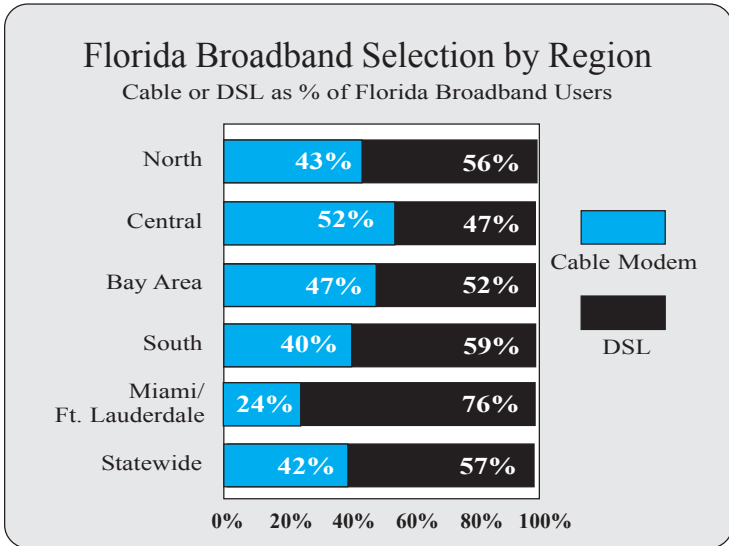 Florida Broadband Selection by Region
Cable or DSL as % of Florida Broadband Users
North 43% 56%
Central 52% 47%
Bay Area 47% 52%
South 40% 59%
Miami/
Ft. Lauderdale 24% 76%
Statewide 42% 57%
0% 20% 40% 60% 80% 100%
Cable Modem
DSL